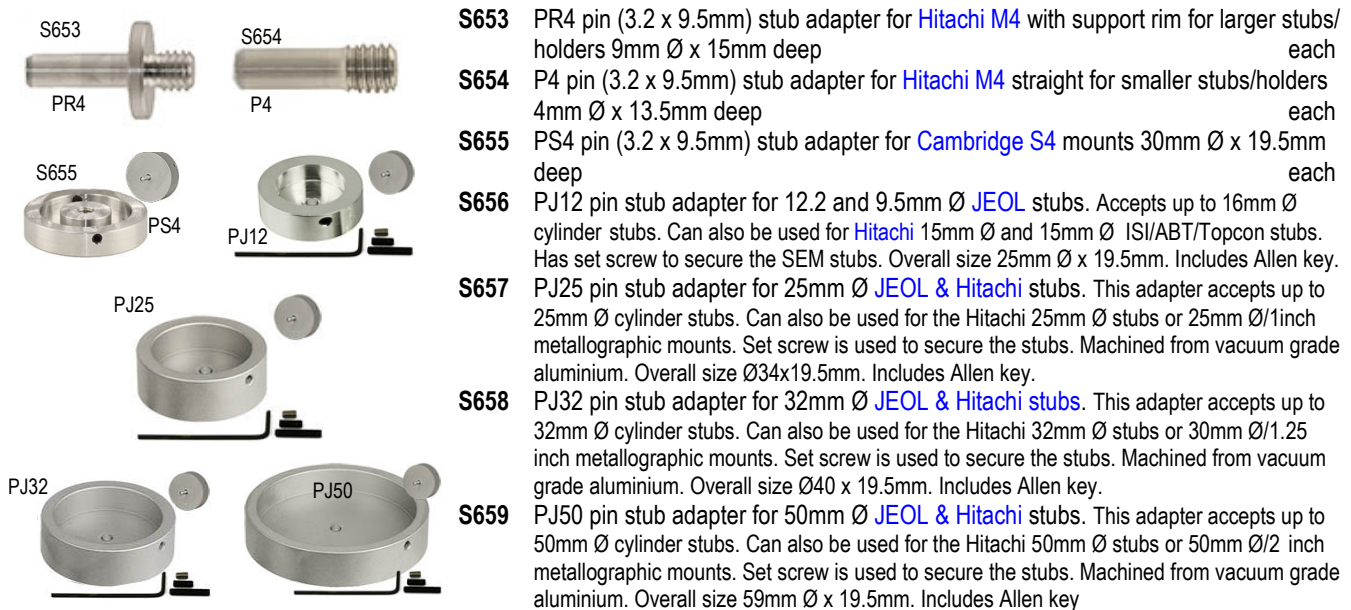 S653
S654
PR4
P4
S655
PS4
PJ12
PJ25
PJ32
PJ50
S653 PR4 pin (3.2 x 9.5mm) stub adapter for Hitachi M4 with support rim for larger stubs/
holders 9mm Ø x 15mm deep each
S654 P4 pin (3.2 x 9.5mm) stub adapter for Hitachi M4 straight for smaller stubs/holders
4mm Ø x 13.5mm deep each
S655 PS4 pin (3.2 x 9.5mm) stub adapter for Cambridge S4 mounts 30mm Ø x 19.5mm
deep each
S656 PJ12 pin stub adapter for 12.2 and 9.5mm Ø JEOL stubs. Accepts up to 16mm Ø
cylinder stubs. Can also be used for Hitachi 15mm Ø and 15mm Ø ISI/ABT/Topcon stubs.
Has set screw to secure the SEM stubs. Overall size 25mm Ø x 19.5mm. Includes Allen key.
S657 PJ25 pin stub adapter for 25mm Ø JEOL & Hitachi stubs. This adapter accepts up to
25mm Ø cylinder stubs. Can also be used for the Hitachi 25mm Ø stubs or 25mm Ø/1inch
metallographic mounts. Set screw is used to secure the stubs. Machined from vacuum grade
aluminium. Overall size Ø34x19.5mm. Includes Allen key.
S658 PJ32 pin stub adapter for 32mm Ø JEOL & Hitachi stubs. This adapter accepts up to
32mm Ø cylinder stubs. Can also be used for the Hitachi 32mm Ø stubs or 30mm Ø/1.25
inch metallographic mounts. Set screw is used to secure the stubs. Machined from vacuum
grade aluminium. Overall size Ø40 x 19.5mm. Includes Allen key.
S659 PJ50 pin stub adapter for 50mm Ø JEOL & Hitachi stubs. This adapter accepts up to
50mm Ø cylinder stubs. Can also be used for the Hitachi 50mm Ø stubs or 50mm Ø/2 inch
metallographic mounts. Set screw is used to secure the stubs. Machined from vacuum grade
aluminium. Overall size 59mm Ø x 19.5mm. Includes Allen key